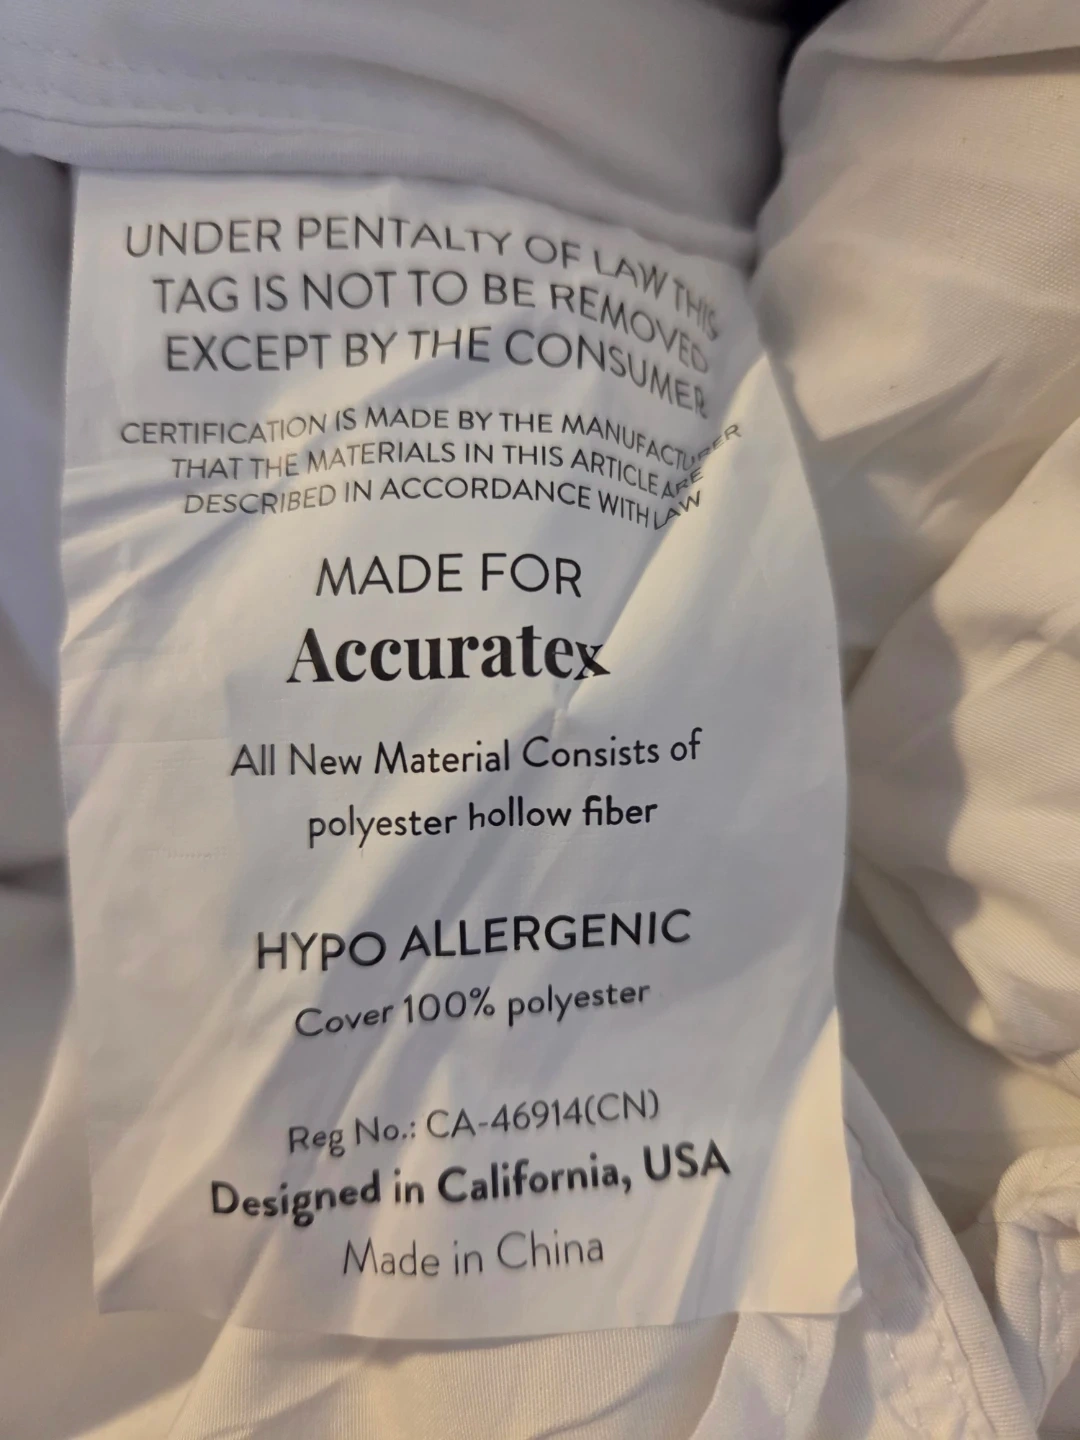 UNDER PENTALTY OF LAW THIS
TAG IS NOT TO BE REMOVED
EXCEPT BY THE CONSUMER
CERTIFICATION IS MADE BY THE MANUFACTURER
THAT THE MATERIALS IN THIS ARTICLE ARE
DESCRIBED IN ACCORDANCE WITH LAW
MADE FOR
Accuratex
All New Material Consists of
polyester hollow fiber
HYPO ALLERGENIC
Cover 100% polyester
Reg No.: CA-46914(CN)
Designed in California, USA
Made in China